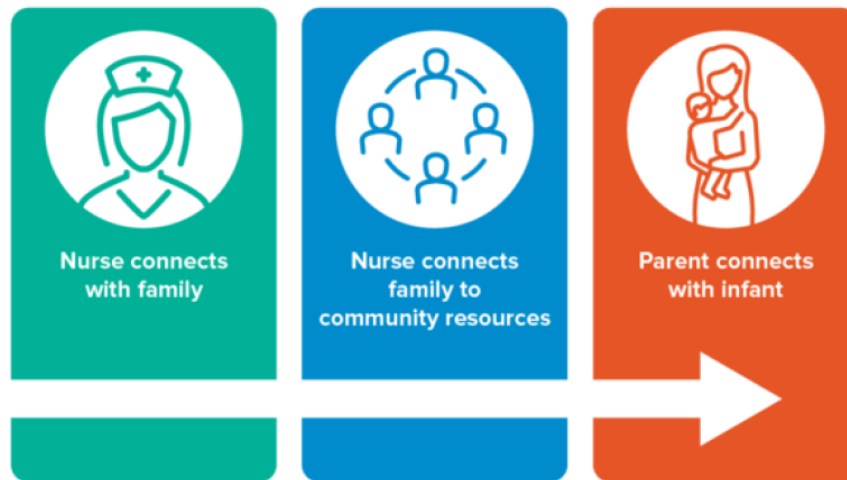 Nurse connects
with family
Nurse connects
family to
community resources
Parent connects
with infant